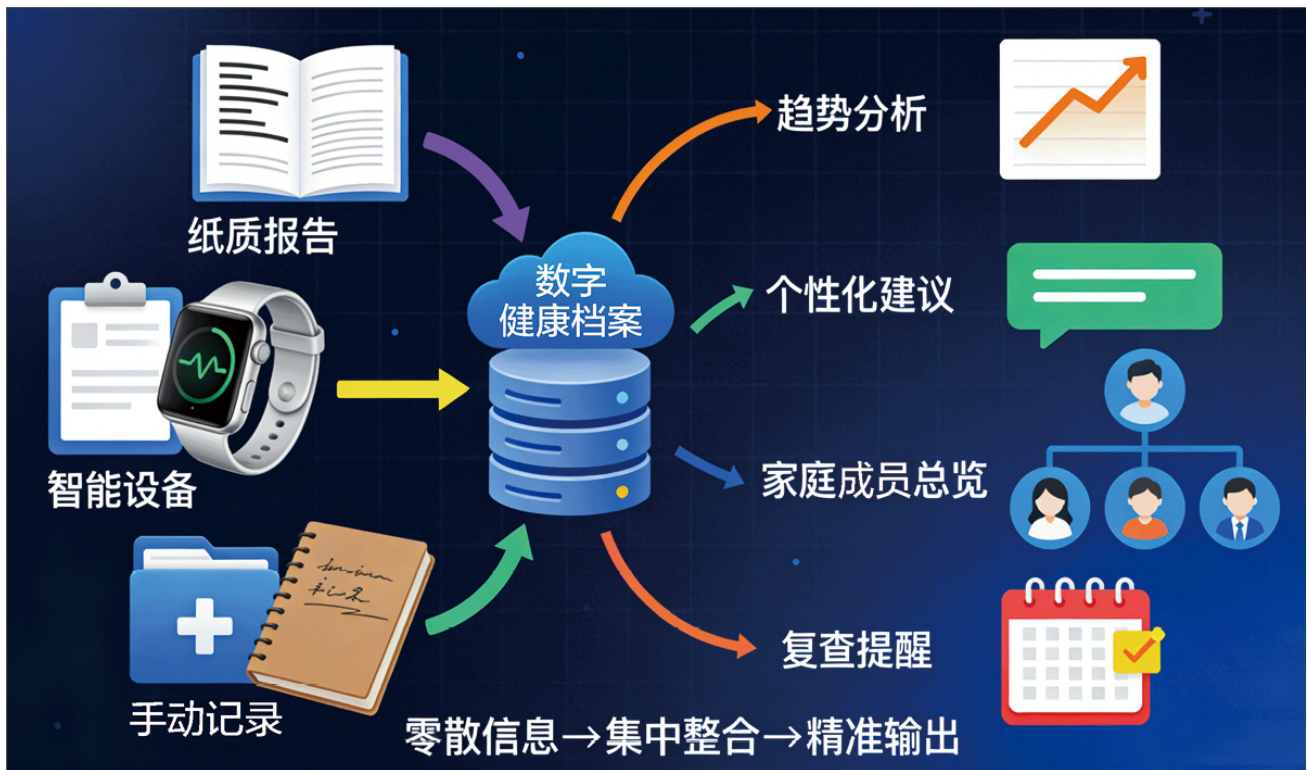 纸质报告
智能设备
手动记录
数字
健康档案
趋势分析
个性化建议
家庭成员总览
复查提醒
零散信息→集中整合→精准输出